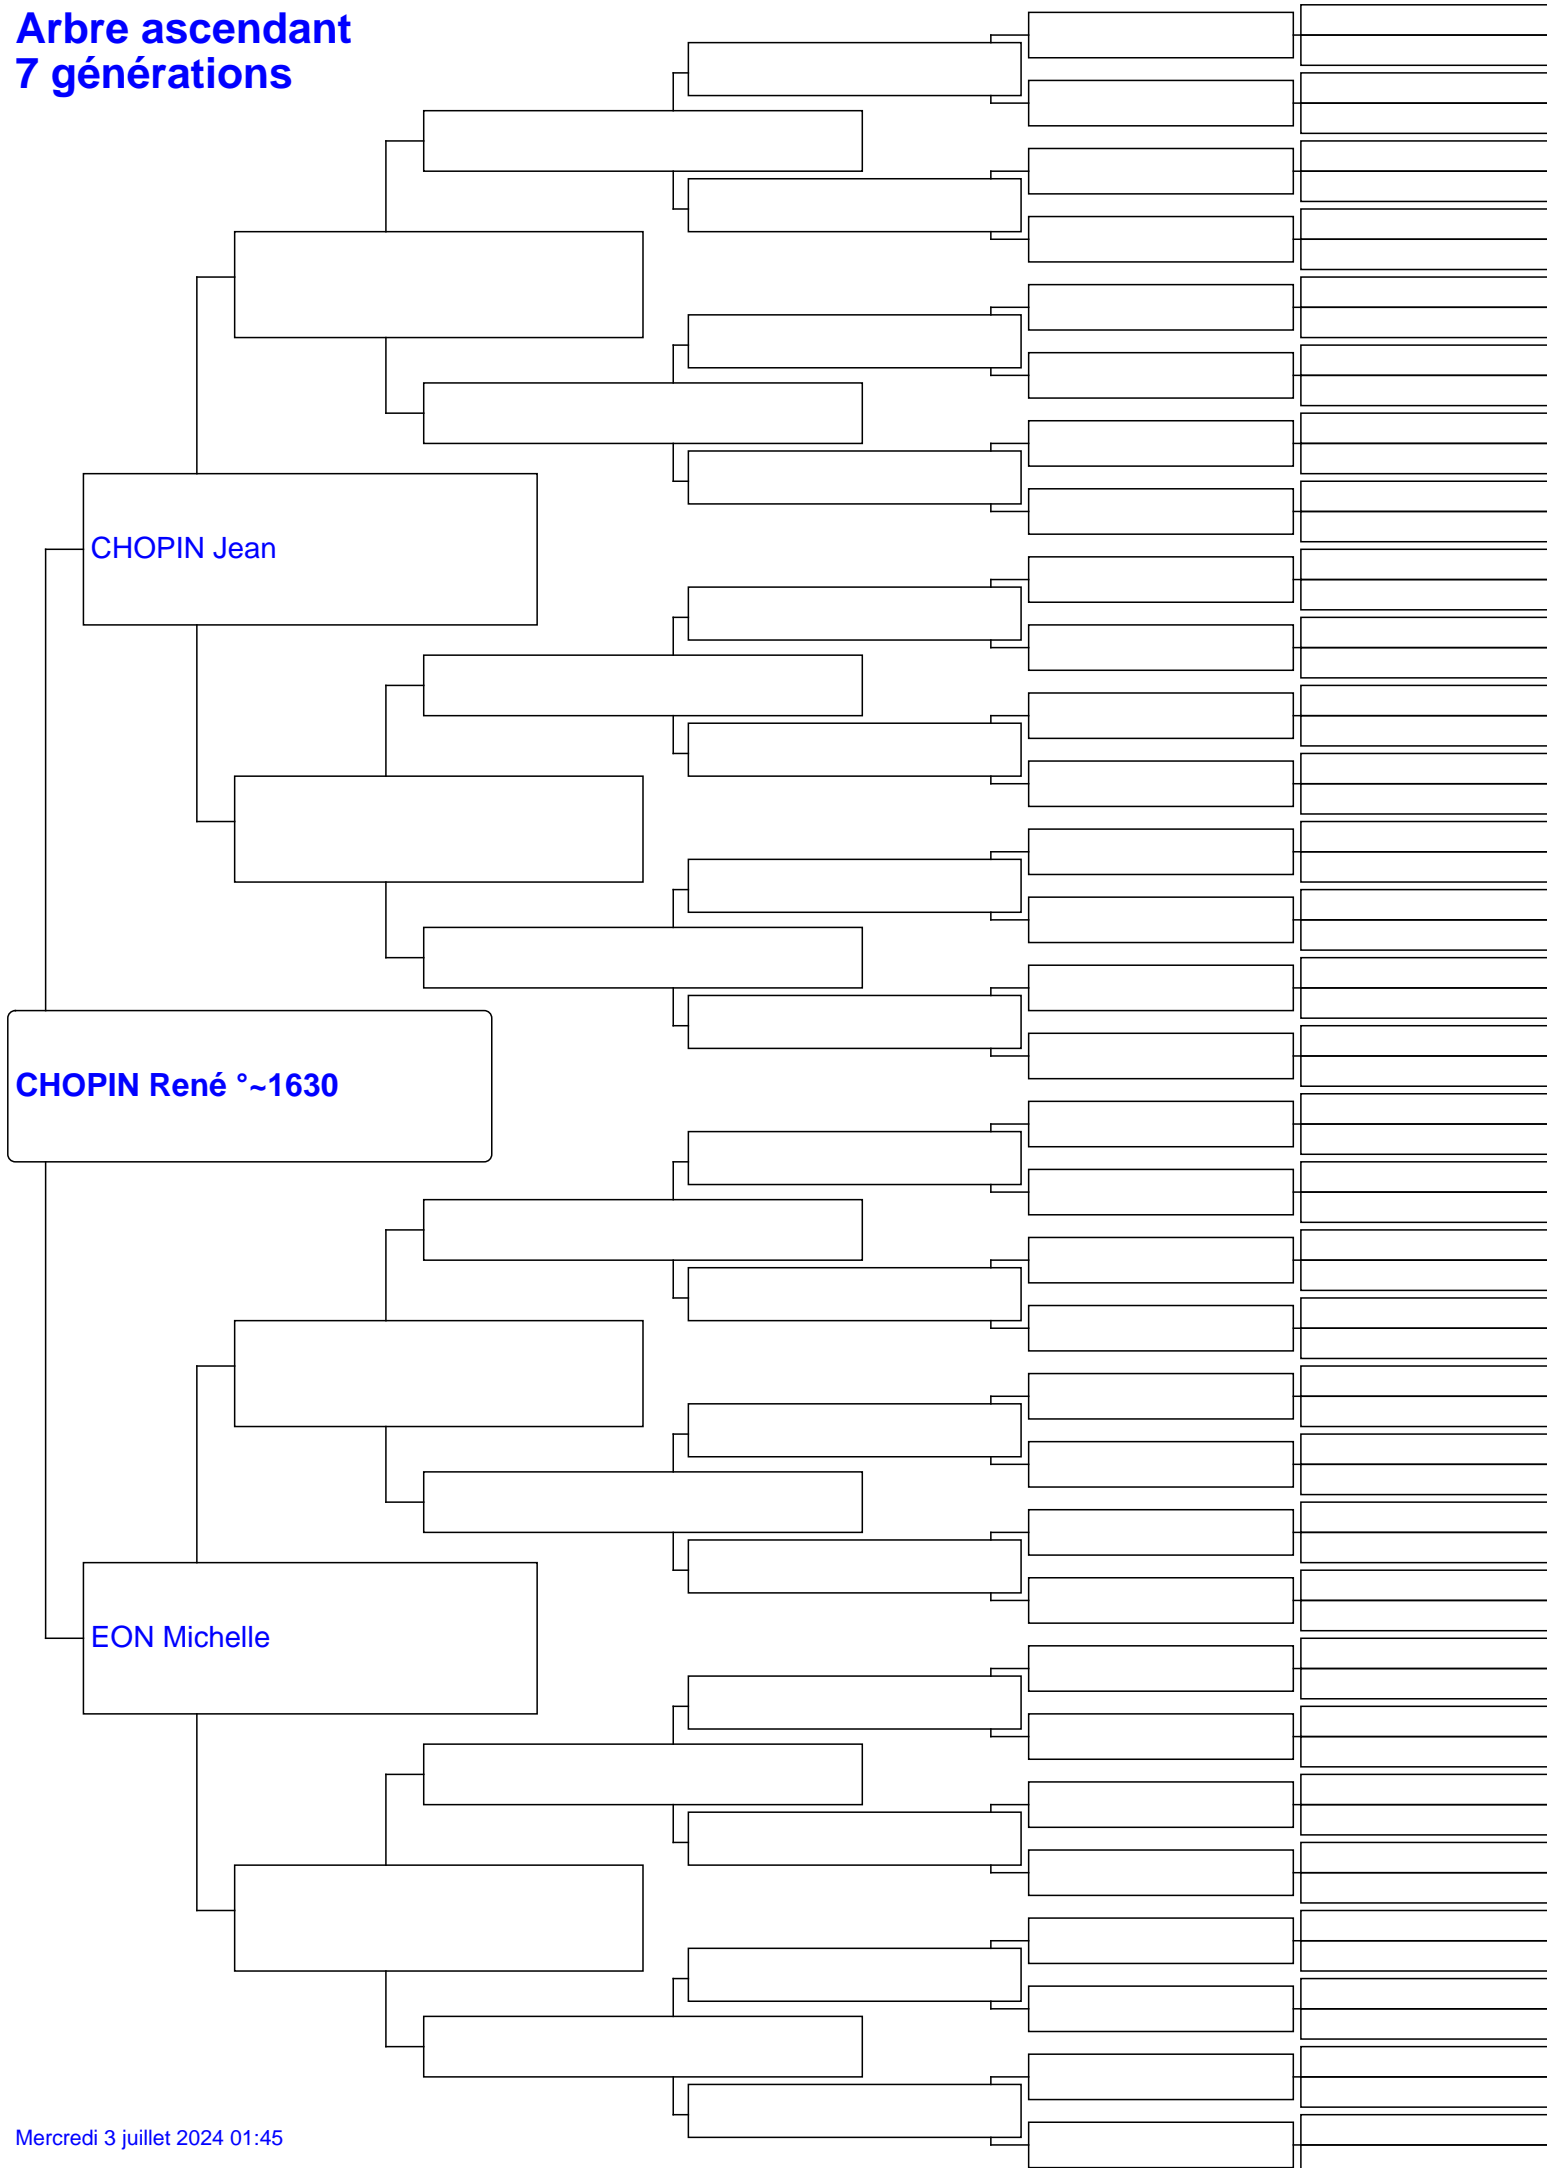 Arbre ascendant
7 générations
CHOPIN Jean
CHOPIN René °~1630
EON Michelle
Mercredi 3 juillet 2024 01:45